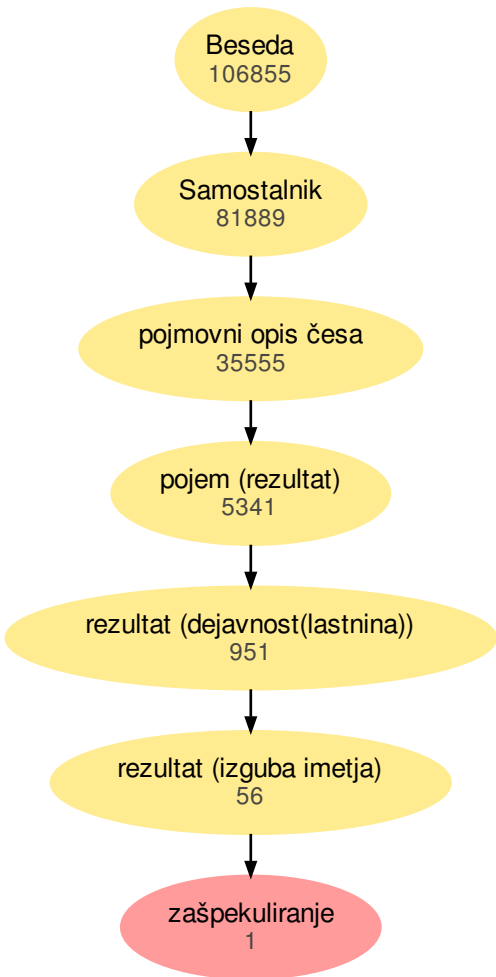 Beseda
106855
Samostalnik
81889
pojmovni opis česa
35555
pojem (rezultat)
5341
rezultat (dejavnost(lastnina))
951
rezultat (izguba imetja)
56
zašpekuliranje
1